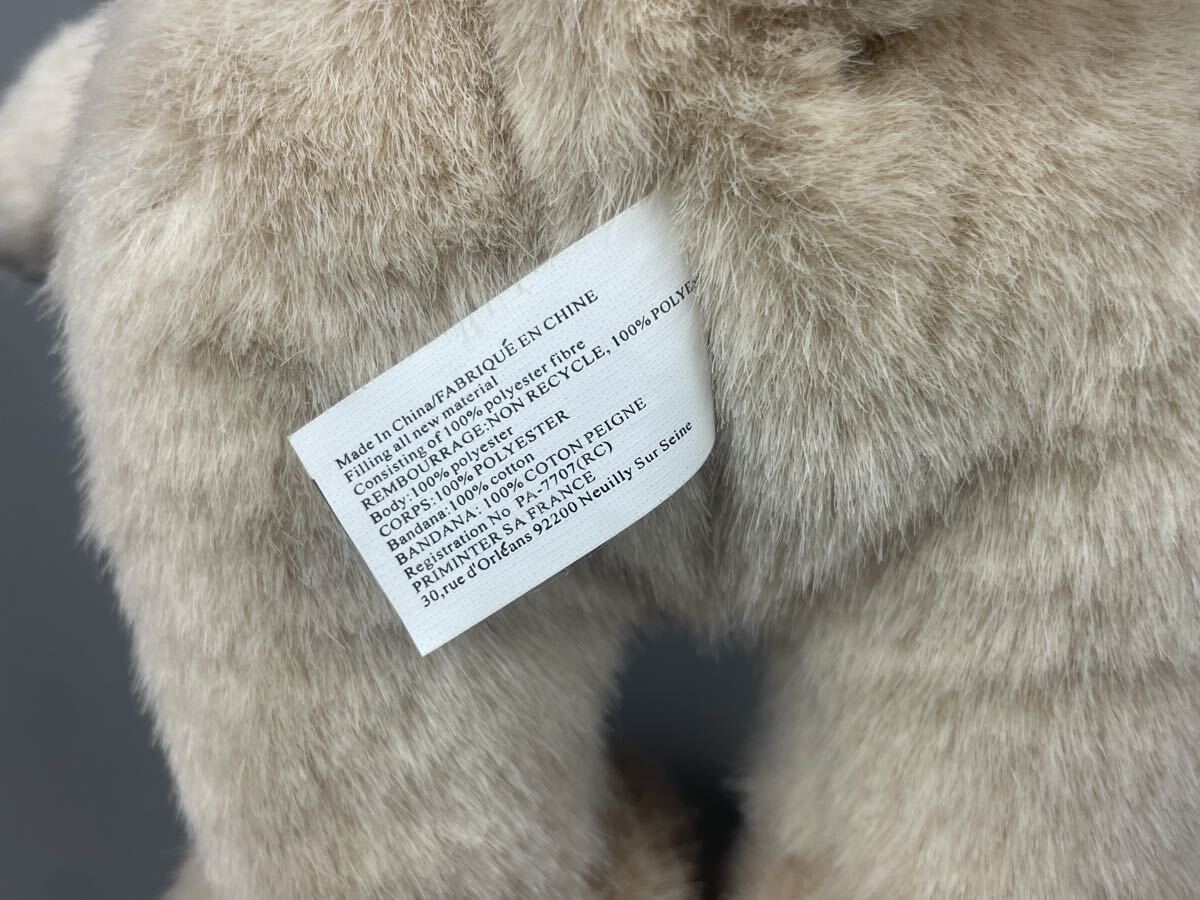 Made In China/FABRIQUÉ EN CHINE
Filling all new material
Consisting of 100% polyester fibre
REMBOURRAGE:NON RECYCLE, 100% POLYE
Body:100% polyester
CORPS:100% POLYESTER
Bandana:100% cotton
BANDANA: 100% COTON PEIGNE
Registration No PA-7707(RC)
PRIMINTER SA FRANCE
30,rue d'Orléans 92200 Neuilly Sur Seine